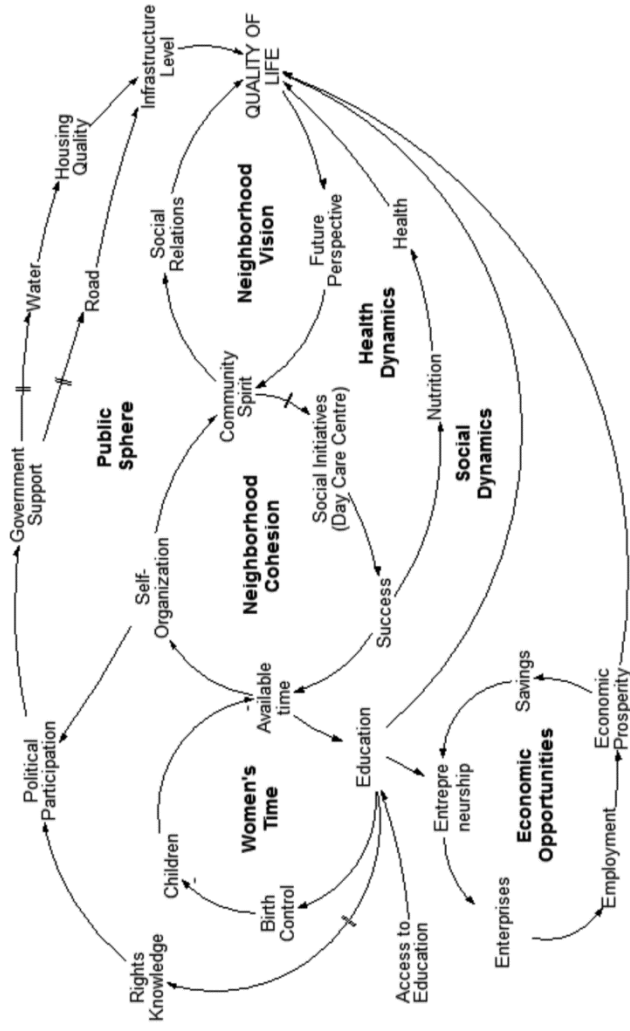 Political
Participation
Government
Support
Water
Housing
Quality
Road
Infrastructure
Level
Rights
Knowledge
Public
Sphere
Children
-
Self-
Organization
Social
Relations
QUALITY OF
LIFE
Women's
Time
Birth
Control
-
Available
time
Neighborhood
Cohesion
Community
Spirit
Neighborhood
Vision
Future
Perspective
Social Initiatives
(Day Care Centre)
Education
Success
Health
Dynamics
Health
Access to
Education
Nutrition
Entrepre
neurship
Social
Dynamics
Enterprises
Savings
Economic
Opportunities
Employment
Economic
Prosperity